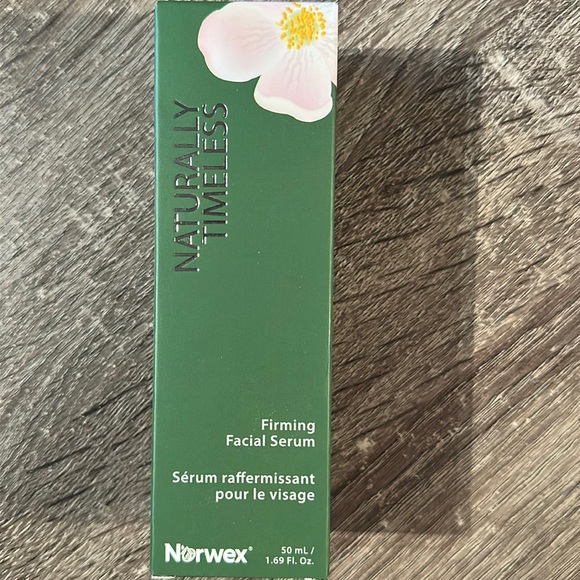 NATURALLY
TIMELESS
Firming
Facial Serum
Sérum raffermissant
pour le visage
Norwex®
50 mL /
1.69 Fl. Oz.